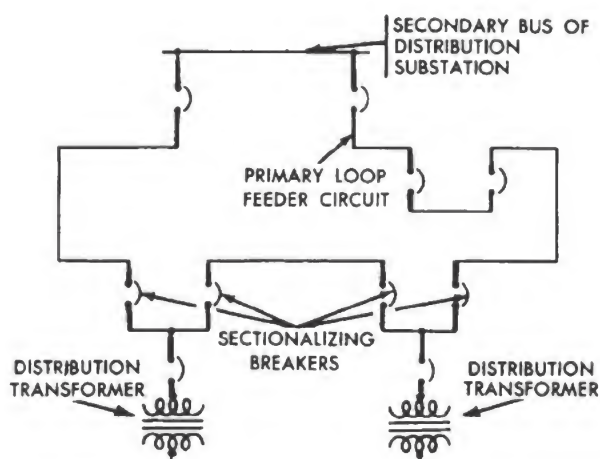 SECONDARY BUS OF
DISTRIBUTION
SUBSTATION
PRIMARY LOOP
FEEDER CIRCUIT
SECTIONALIZING
BREAKERS
DISTRIBUTION
TRANSFORMER
DISTRIBUTION
TRANSFORMER